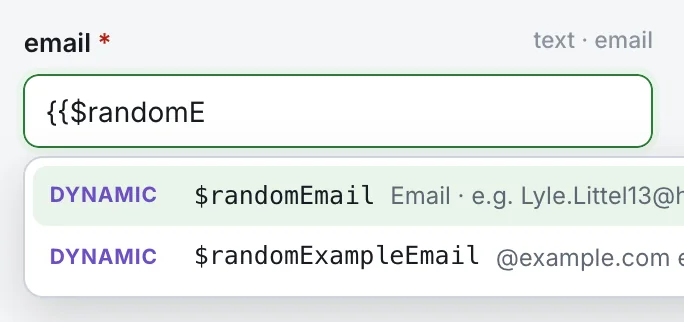 email * text · email
{{$randomE
DYNAMIC $randomEmail Email · e.g. Lyle.Littel13@
DYNAMIC $randomExampleEmail @example.com e